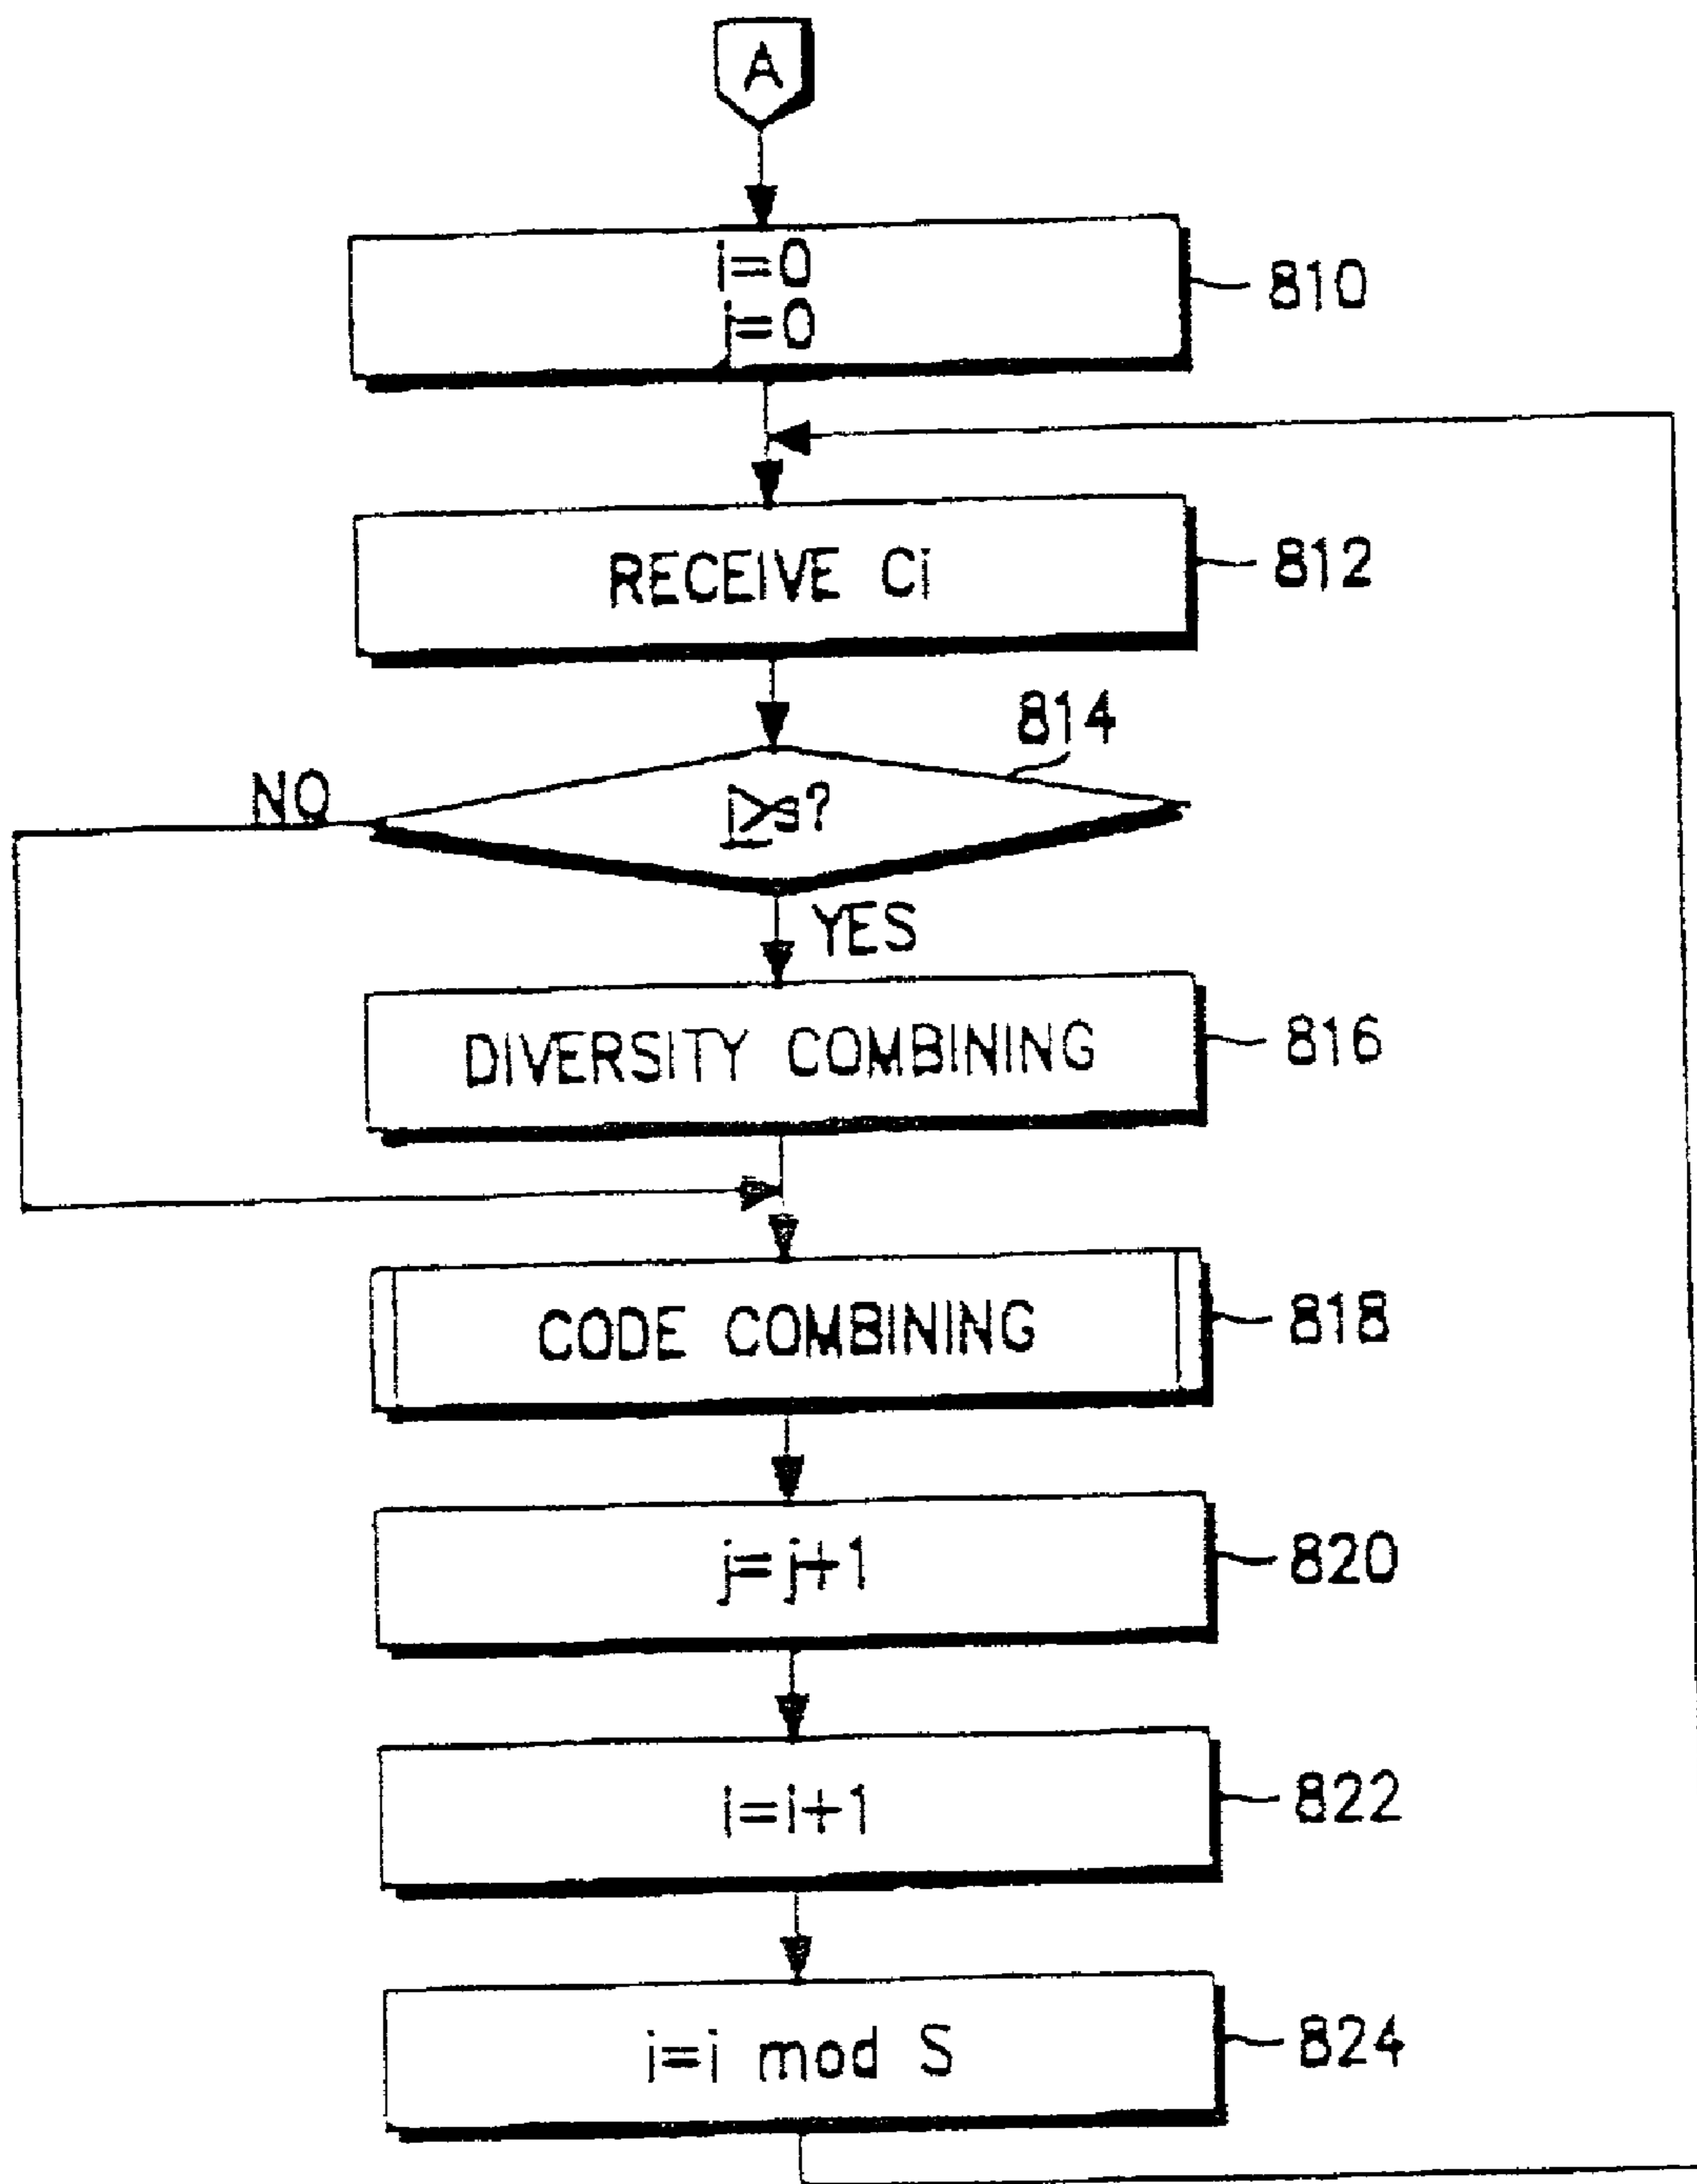 A
i=0
j=0
810
RECEIVE Ci
812
814
NO
j≥s?
YES
DIVERSITY COMBINING
816
CODE COMBINING
818
j=j+1
820
i=i+1
822
i=i mod S
824